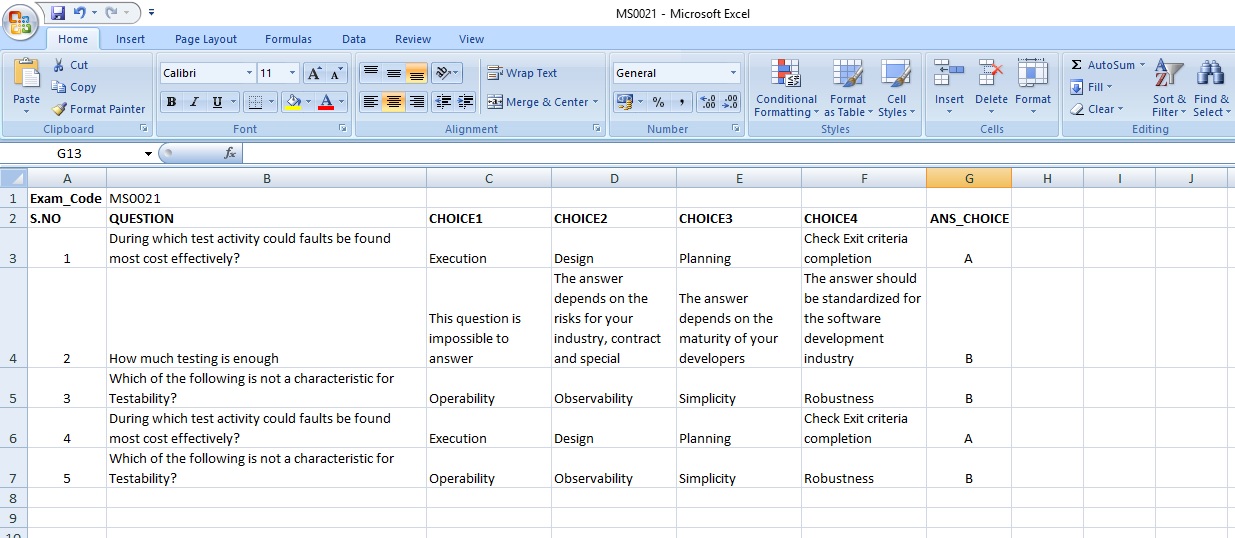 MS0021 - Microsoft Excel
Home Insert Page Layout Formulas Data Review View
Cut
Copy
Format Painter
Paste
Clipboard
Calibri 11 A A
B I U A
Font
Wrap Text
Merge & Center
Alignment
General
% , .0 .00 .00 .0
Number
Conditional Formatting
Format as Table
Cell Styles
Styles
Insert Delete Format
Cells
Σ AutoSum
Fill
Clear
Sort & Filter
Find & Select
Editing
G13 fx
A B C D E F G H I J
1 Exam_Code MS0021
2 S.NO QUESTION CHOICE1 CHOICE2 CHOICE3 CHOICE4 ANS_CHOICE
During which test activity could faults be found Check Exit criteria
3 1 most cost effectively? Execution Design Planning completion A
The answer The answer should
depends on the The answer be standardized for
This question is risks for your depends on the the software
impossible to industry, contract maturity of your development
4 2 How much testing is enough answer and special developers industry B
Which of the following is not a characteristic for
5 3 Testability? Operability Observability Simplicity Robustness B
During which test activity could faults be found Check Exit criteria
6 4 most cost effectively? Execution Design Planning completion A
Which of the following is not a characteristic for
7 5 Testability? Operability Observability Simplicity Robustness B
8
9
10